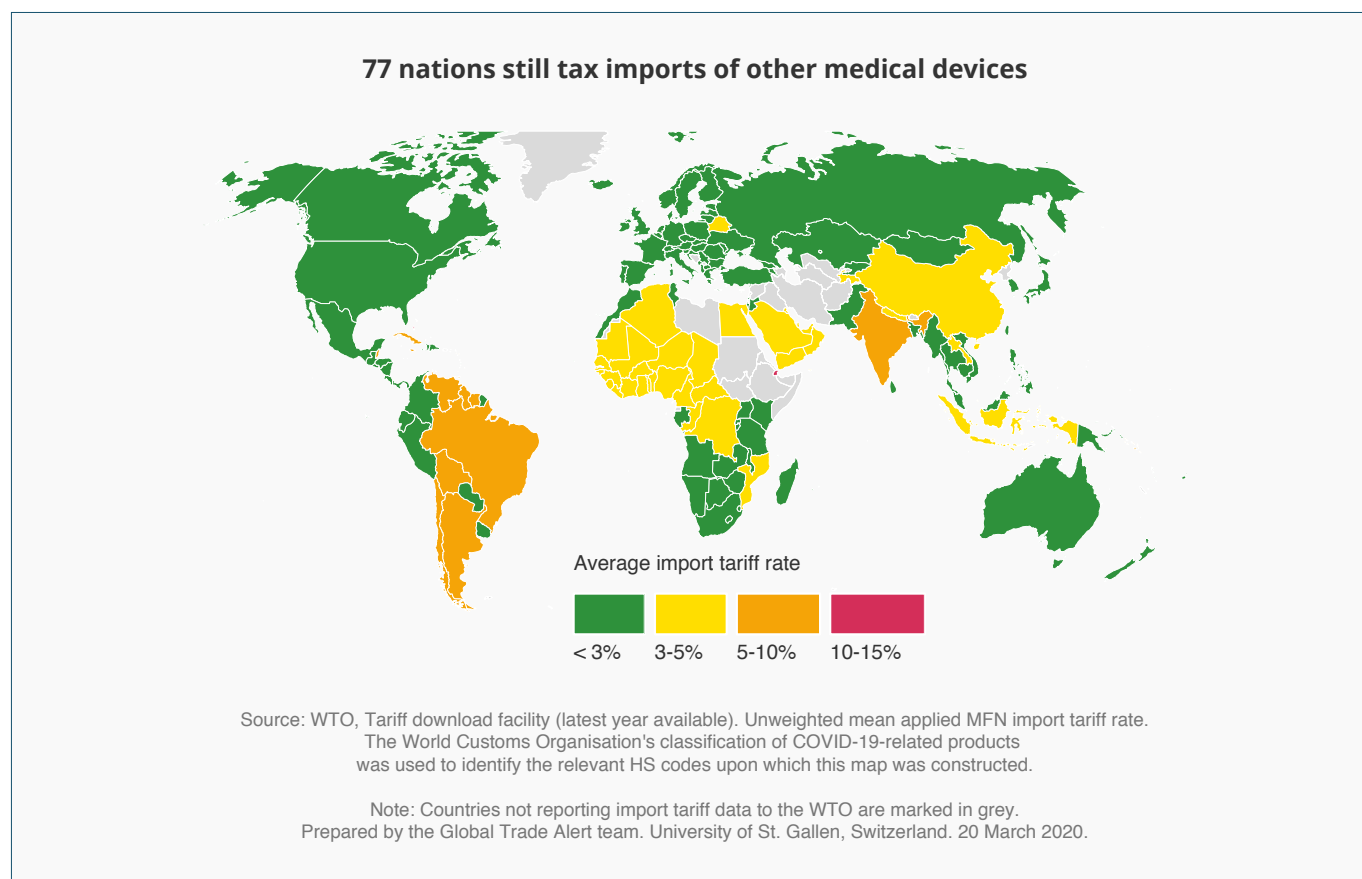 77 nations still tax imports of other medical devices
Average import tariff rate
< 3%
3-5%
5-10%
10-15%
Source: WTO, Tariff download facility (latest year available). Unweighted mean applied MFN import tariff rate.
The World Customs Organisation's classification of COVID-19-related products
was used to identify the relevant HS codes upon which this map was constructed.
Note: Countries not reporting import tariff data to the WTO are marked in grey.
Prepared by the Global Trade Alert team. University of St. Gallen, Switzerland. 20 March 2020.